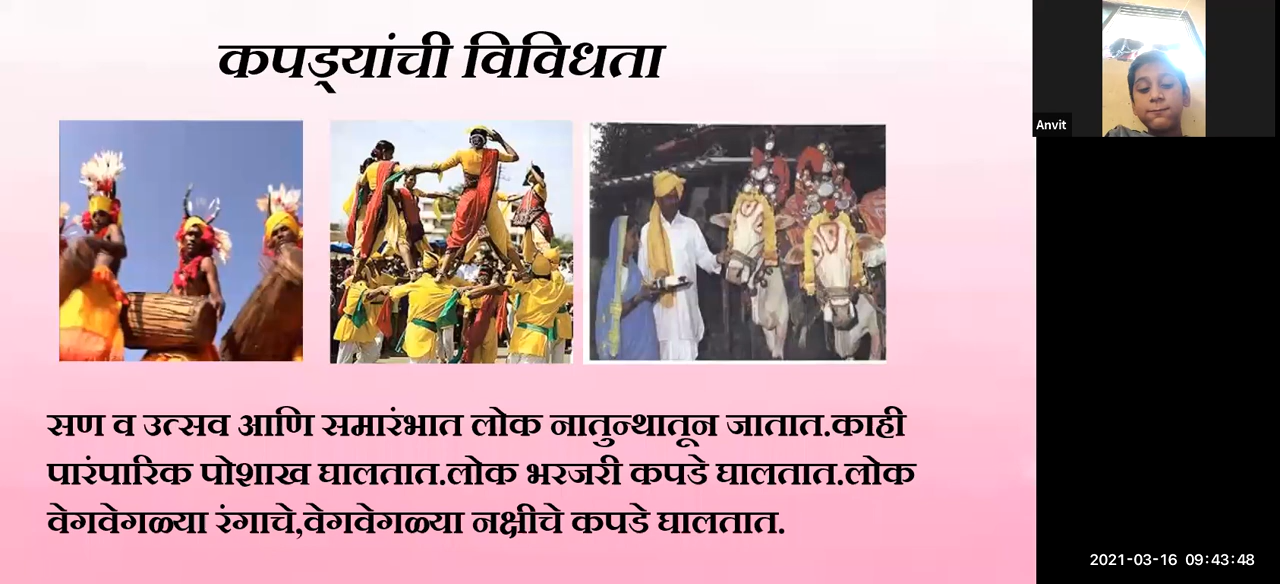 कपड्यांची विविधता
Anvit
सण व उत्सव आणि समारंभात लोक नातुन्थातून जातात.काही
पारंपारिक पोशाख घालतात.लोक भरजरी कपडे घालतात.लोक
वेगवेगळ्या रंगाचे,वेगवेगळ्या नक्षीचे कपडे घालतात.
2021-03-16 09:43:48